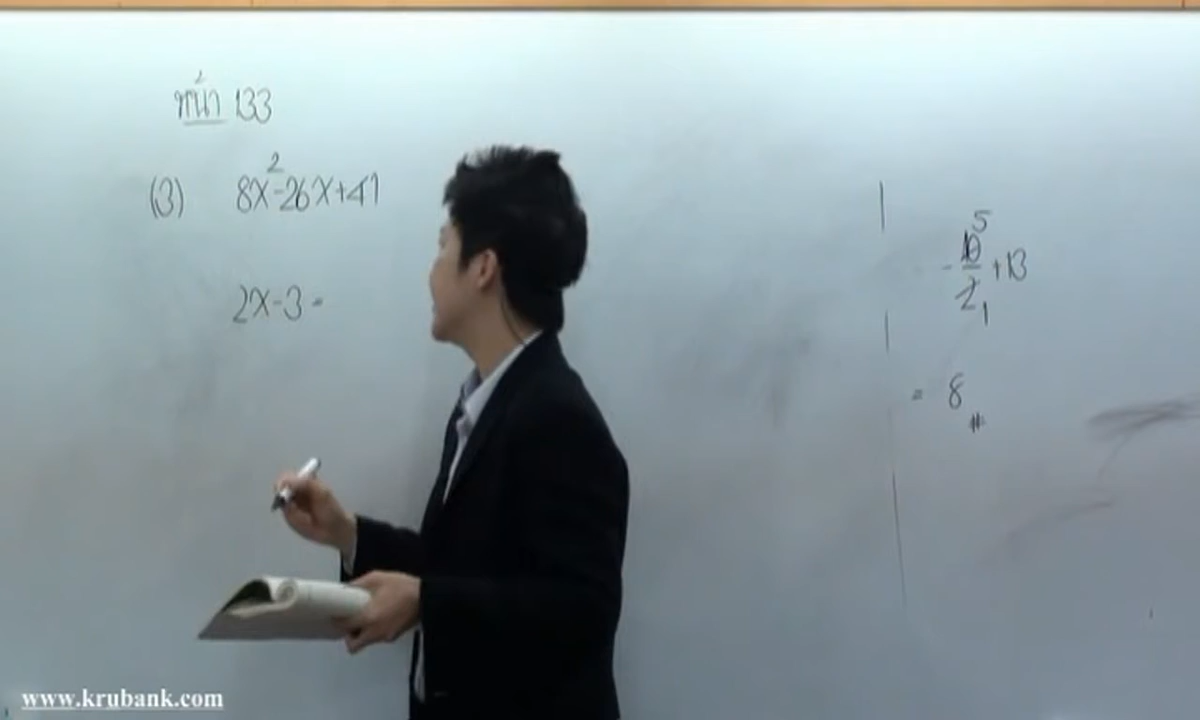 หน้า 133
(3) 8x²-26x+41
2x-3 =
-10/2 +13
5
1
= 8 #
www.krubank.com